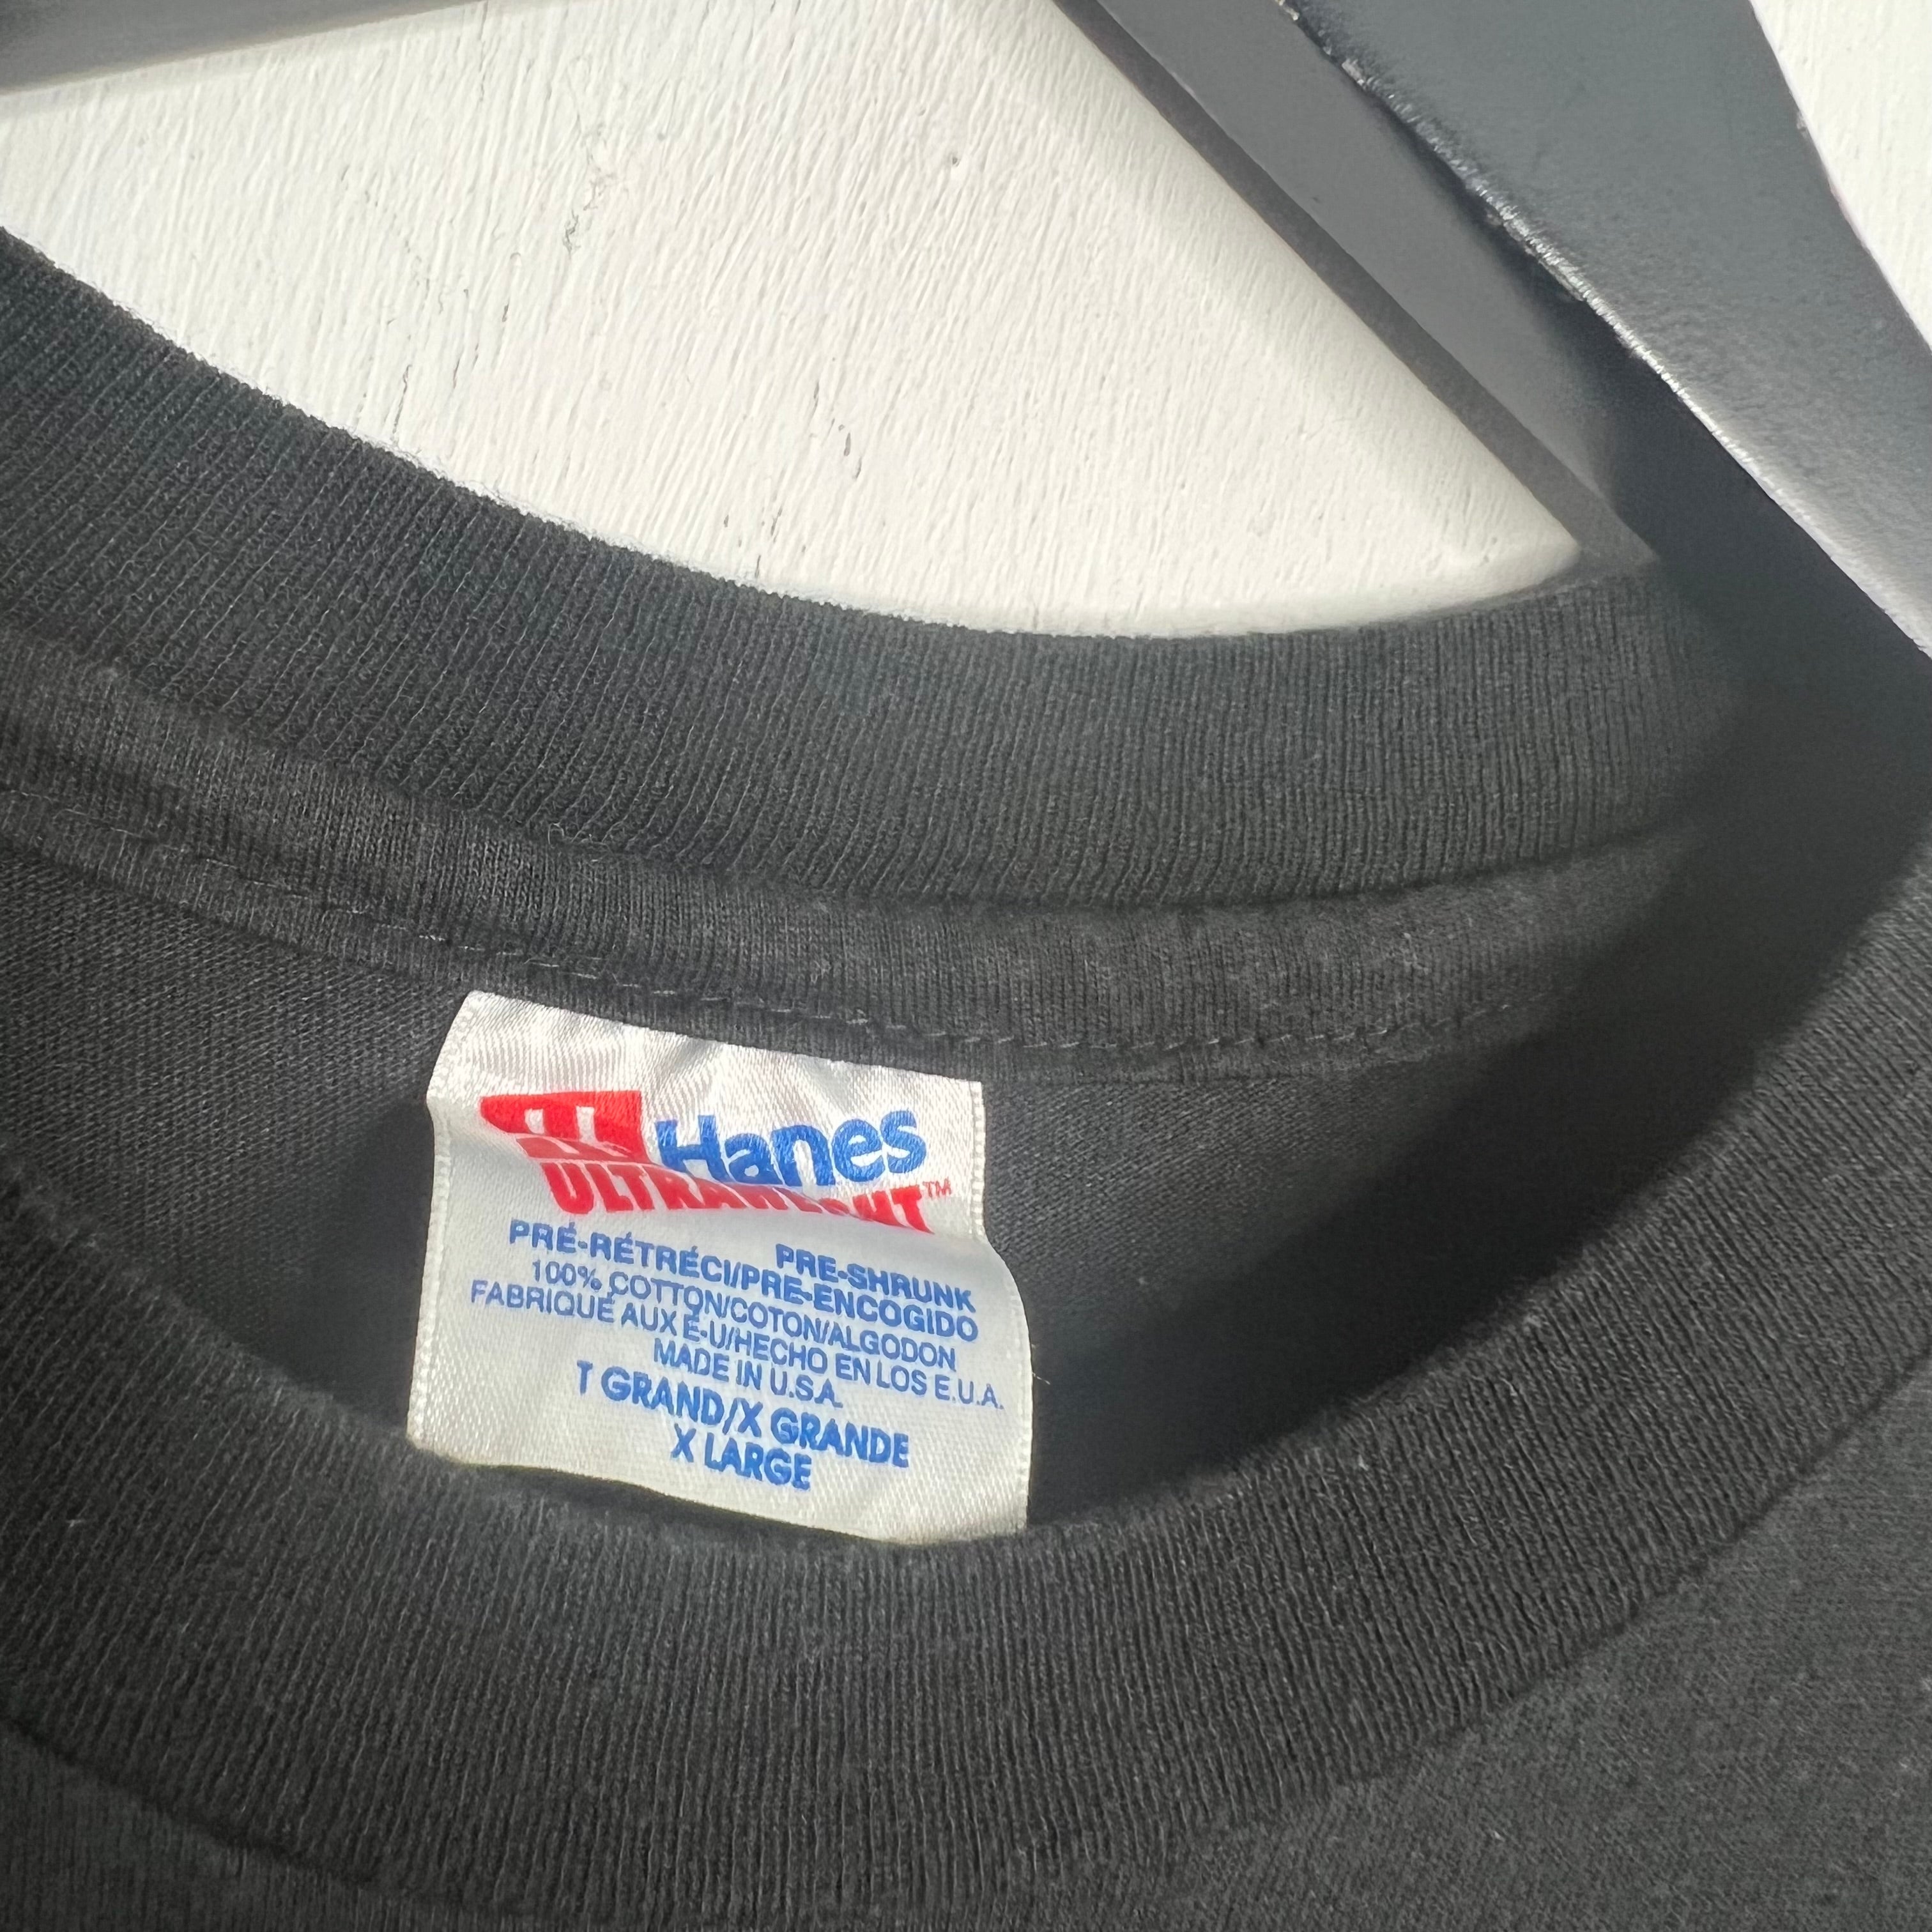 Hanes
ULTRAWEIGHT™
PRE-SHRUNK
PRÉ-RÉTRÉCI/PRE-ENCOGIDO
100% COTTON/COTON/ALGODON
FABRIQUÉ AUX É-U/HECHO EN LOS E.U.A.
MADE IN U.S.A.
T GRAND/X GRANDE
X LARGE